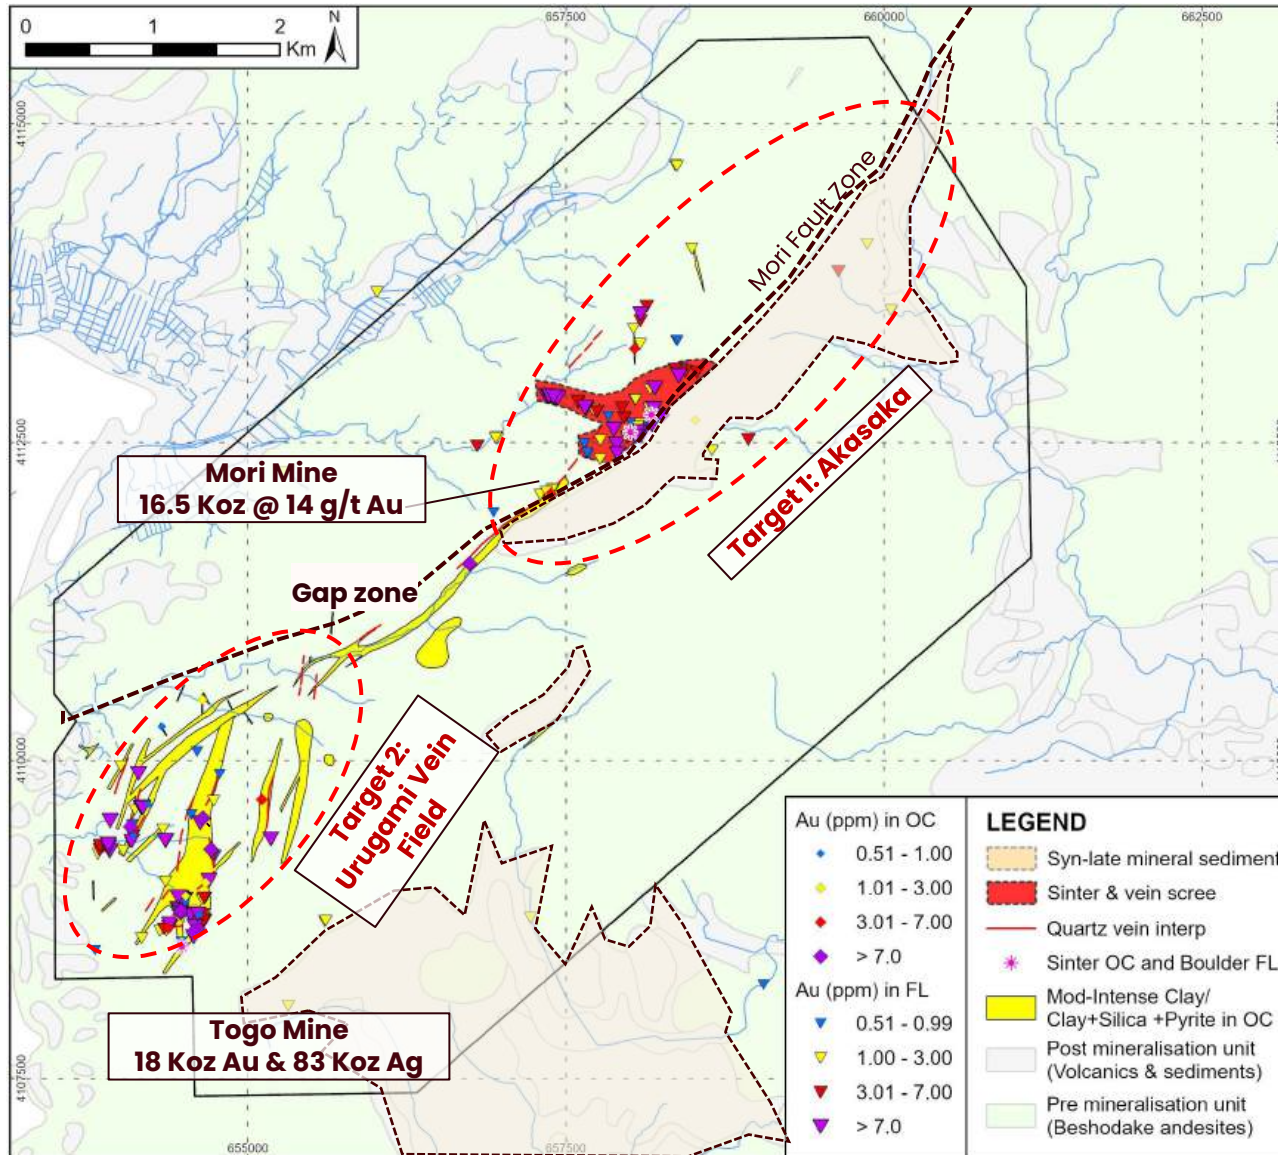 0 1 2
Km
N
657500 660000 662500
4115000
Mori Fault Zone
4112500
Mori Mine
16.5 Koz @ 14 g/t Au
Target 1: Akasaka
Gap zone
4110000
Target 2:
Urugami Vein
Field
Togo Mine
18 Koz Au & 83 Koz Ag
4107500
655000 657500
Au (ppm) in OC
0.51 - 1.00
1.01 - 3.00
3.01 - 7.00
> 7.0
Au (ppm) in FL
0.51 - 0.99
1.00 - 3.00
3.01 - 7.00
> 7.0
LEGEND
Syn-late mineral sediment
Sinter & vein scree
Quartz vein interp
Sinter OC and Boulder FL
Mod-Intense Clay/
Clay+Silica +Pyrite in OC
Post mineralisation unit
(Volcanics & sediments)
Pre mineralisation unit
(Beshodake andesites)